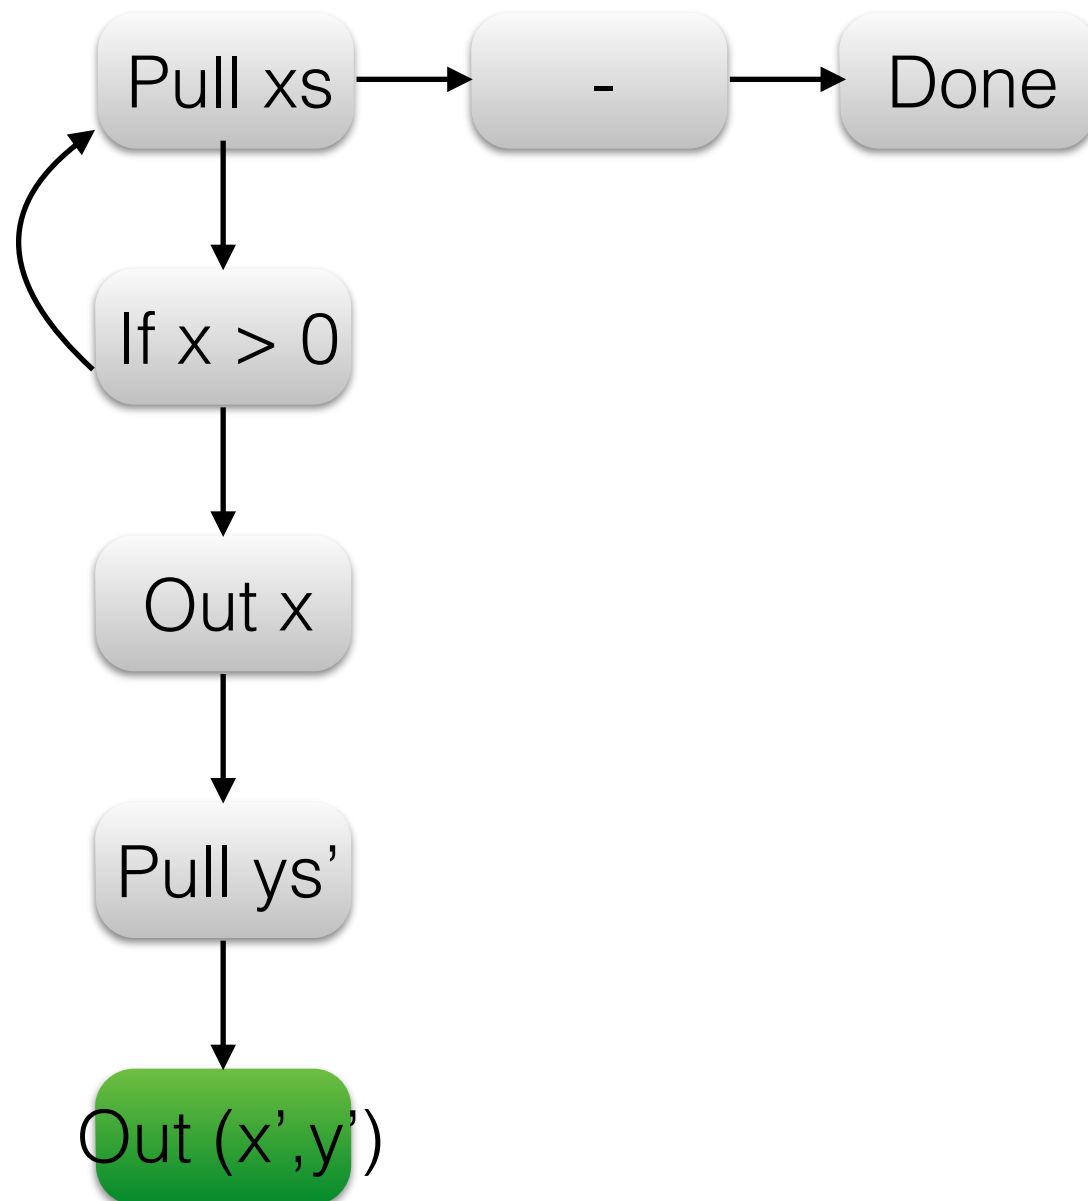 Pull xs
-
Done
If x > 0
Out x
Pull ys’
Out (x’,y’)